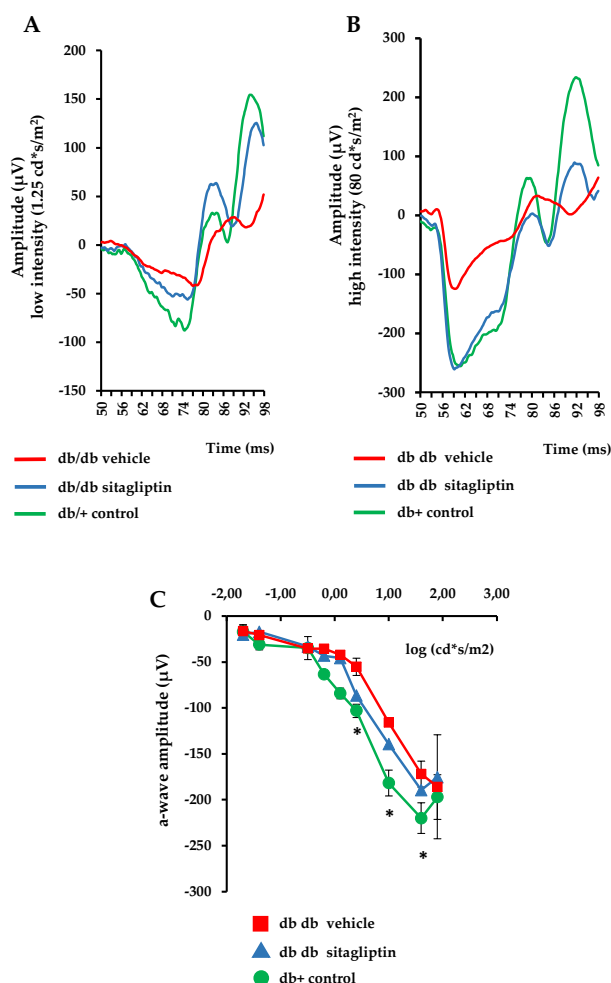 A
B
Amplitude (µV)
low intensity (1.25 cd*s/m²)
200
150
100
50
0
-50
-100
-150
50 56 62 68 74 80 86 92 98
Time (ms)
Amplitude (µV)
high intensity (80 cd*s/m²)
300
200
100
0
-100
-200
-300
50 56 62 68 74 80 86 92 98
Time (ms)
db/db vehicle
db/db sitagliptin
db/+ control
db db vehicle
db db sitagliptin
db+ control
C
-2,00 -1,00 0,00 1,00 2,00 3,00
log (cd*s/m2)
a-wave amplitude (µV)
0
-50
-100
-150
-200
-250
-300
*
*
*
db db vehicle
db db sitagliptin
db+ control